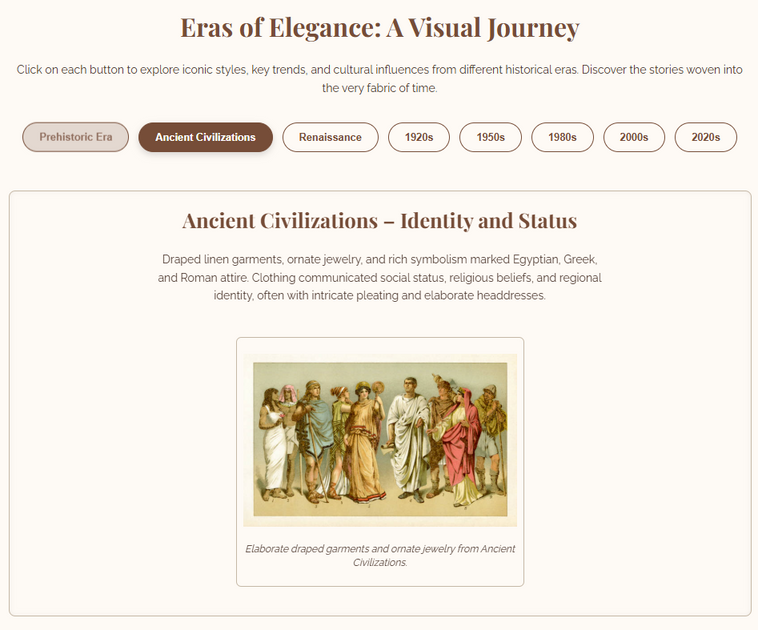 Eras of Elegance: A Visual Journey
Click on each button to explore iconic styles, key trends, and cultural influences from different historical eras. Discover the stories woven into
the very fabric of time.
Prehistoric Era
Ancient Civilizations
Renaissance
1920s
1950s
1980s
2000s
2020s
Ancient Civilizations – Identity and Status
Draped linen garments, ornate jewelry, and rich symbolism marked Egyptian, Greek,
and Roman attire. Clothing communicated social status, religious beliefs, and regional
identity, often with intricate pleating and elaborate headdresses.
Elaborate draped garments and ornate jewelry from Ancient
Civilizations.